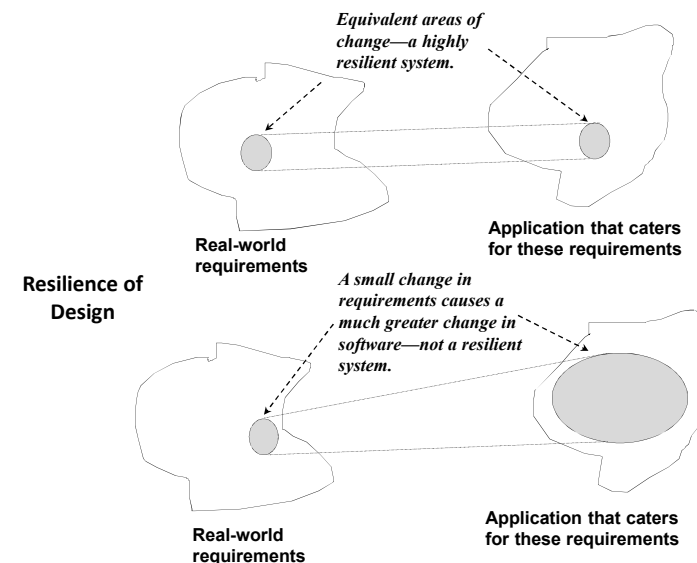 Equivalent areas of
change—a highly
resilient system.
Real-world
requirements
Application that caters
for these requirements
Resilience of
Design
A small change in
requirements causes a
much greater change in
software—not a resilient
system.
Real-world
requirements
Application that caters
for these requirements